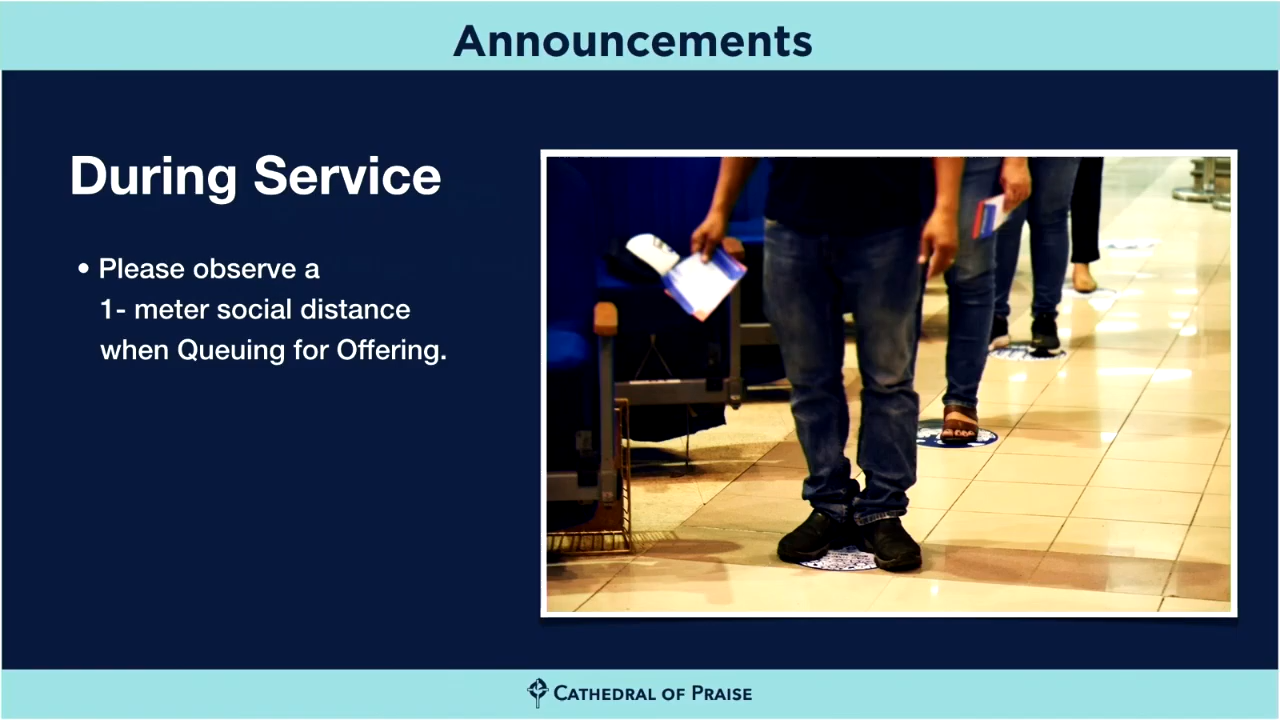 Announcements
During Service
• Please observe a
1- meter social distance
when Queuing for Offering.
CATHEDRAL OF PRAISE